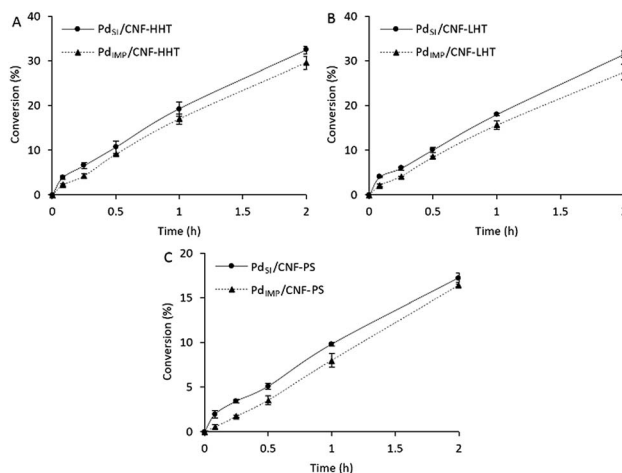 A
Pd_SI/CNF-HHT
Pd_IMP/CNF-HHT
Conversion (%)
40
30
20
10
0
0 0.5 1 1.5 2
Time (h)
B
Pd_SI/CNF-LHT
Pd_IMP/CNF-LHT
Conversion (%)
40
30
20
10
0
0 0.5 1 1.5 2
Time (h)
C
Pd_SI/CNF-PS
Pd_IMP/CNF-PS
Conversion (%)
20
15
10
5
0
0 0.5 1 1.5 2
Time (h)